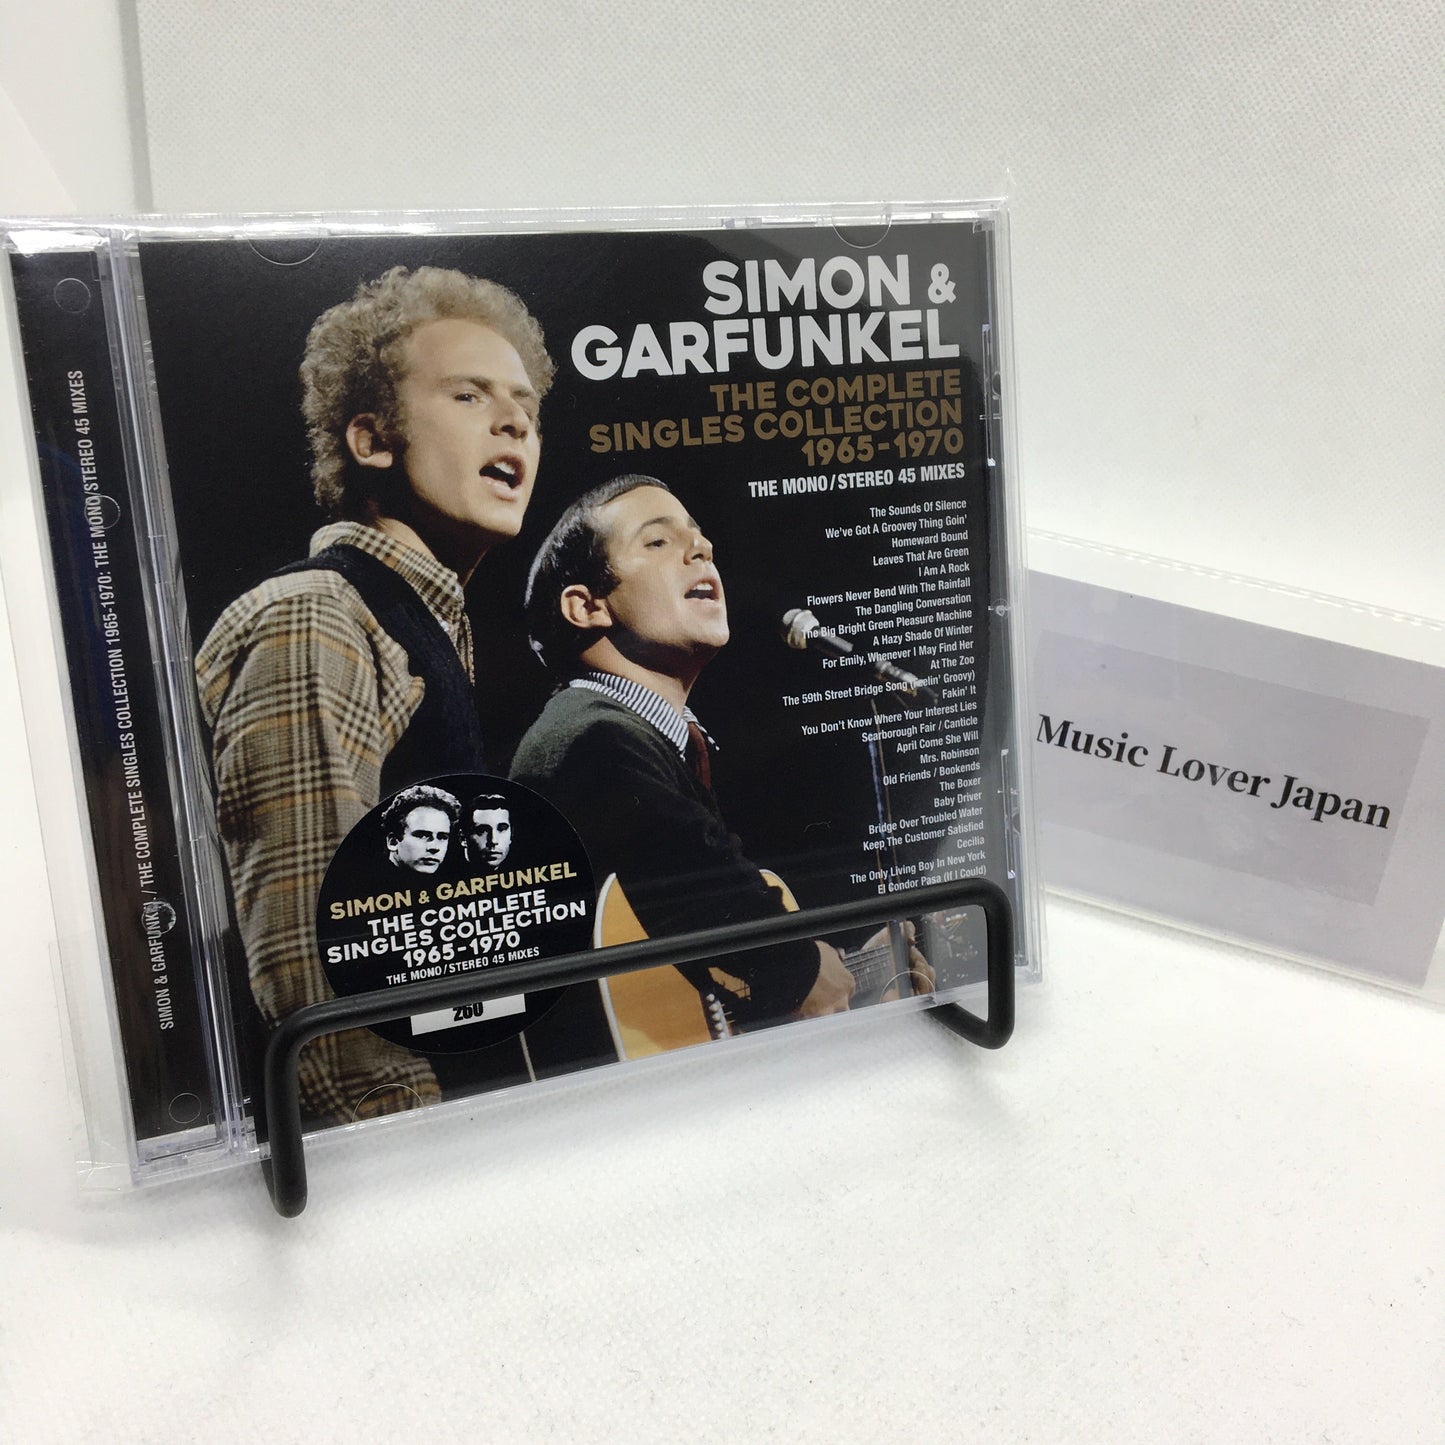 SIMON & GARFUNKEL / THE COMPLETE SINGLES COLLECTION 1965-1970: THE MONO/STEREO 45 MIXES
SIMON &
GARFUNKEL
THE COMPLETE
SINGLES COLLECTION
1965-1970
THE MONO/STEREO 45 MIXES
The Sounds Of Silence
We've Got A Groovey Thing Goin'
Homeward Bound
Leaves That Are Green
I Am A Rock
Flowers Never Bend With The Rainfall
The Dangling Conversation
The Big Bright Green Pleasure Machine
A Hazy Shade Of Winter
For Emily, Whenever I May Find Her
At The Zoo
The 59th Street Bridge Song (Feelin' Groovy)
Fakin' It
You Don't Know Where Your Interest Lies
Scarborough Fair / Canticle
April Come She Will
Mrs. Robinson
Old Friends / Bookends
The Boxer
Baby Driver
Bridge Over Troubled Water
Keep The Customer Satisfied
Cecilia
The Only Living Boy In New York
El Condor Pasa (If I Could)
SIMON & GARFUNKEL
THE COMPLETE
SINGLES COLLECTION
1965-1970
THE MONO/STEREO 45 MIXES
260
Music Lover Japan